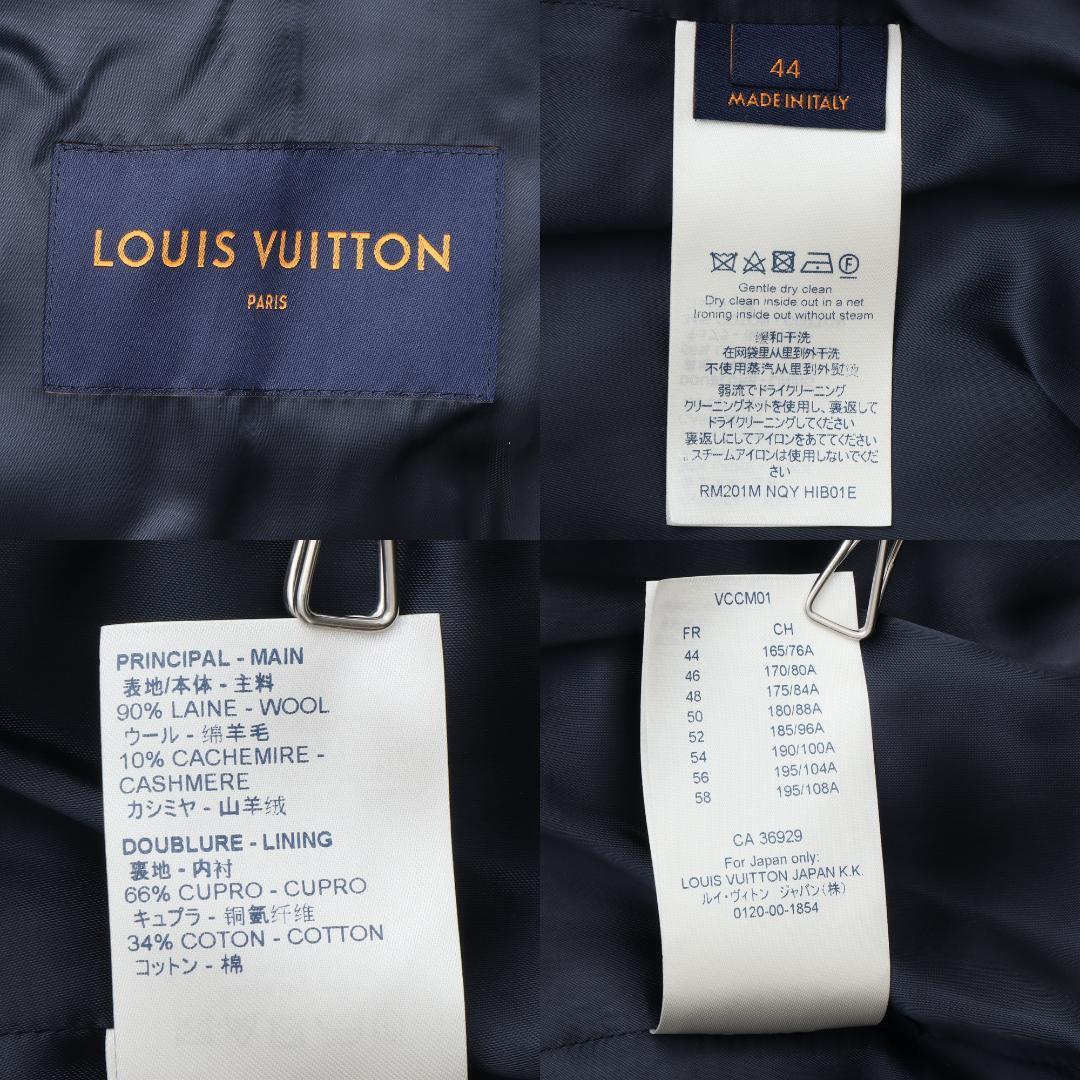 LOUIS VUITTON
PARIS
44
MADE IN ITALY
Gentle dry clean
Dry clean inside out in a net
Ironing inside out without steam
缓和干洗
在网袋里从里到外干洗
不使用蒸汽从里到外熨烫
弱流でドライクリーニング
クリーニングネットを使用し、裏返して
ドライクリーニングしてください
裏返しにしてアイロンをあててください
スチームアイロンは使用しないでくだ
さい
RM201M NQY HIB01E
PRINCIPAL - MAIN
表地/本体 - 主料
90% LAINE - WOOL
ウール - 绵羊毛
10% CACHEMIRE -
CASHMERE
カシミヤ - 山羊绒
DOUBLURE - LINING
裏地 - 内衬
66% CUPRO - CUPRO
キュプラ - 铜氨纤维
34% COTON - COTTON
コットン - 棉
VCCM01
FR CH
44 165/76A
46 170/80A
48 175/84A
50 180/88A
52 185/96A
54 190/100A
56 195/104A
58 195/108A
CA 36929
For Japan only:
LOUIS VUITTON JAPAN K.K.
ルイ・ヴィトン ジャパン(株)
0120-00-1854